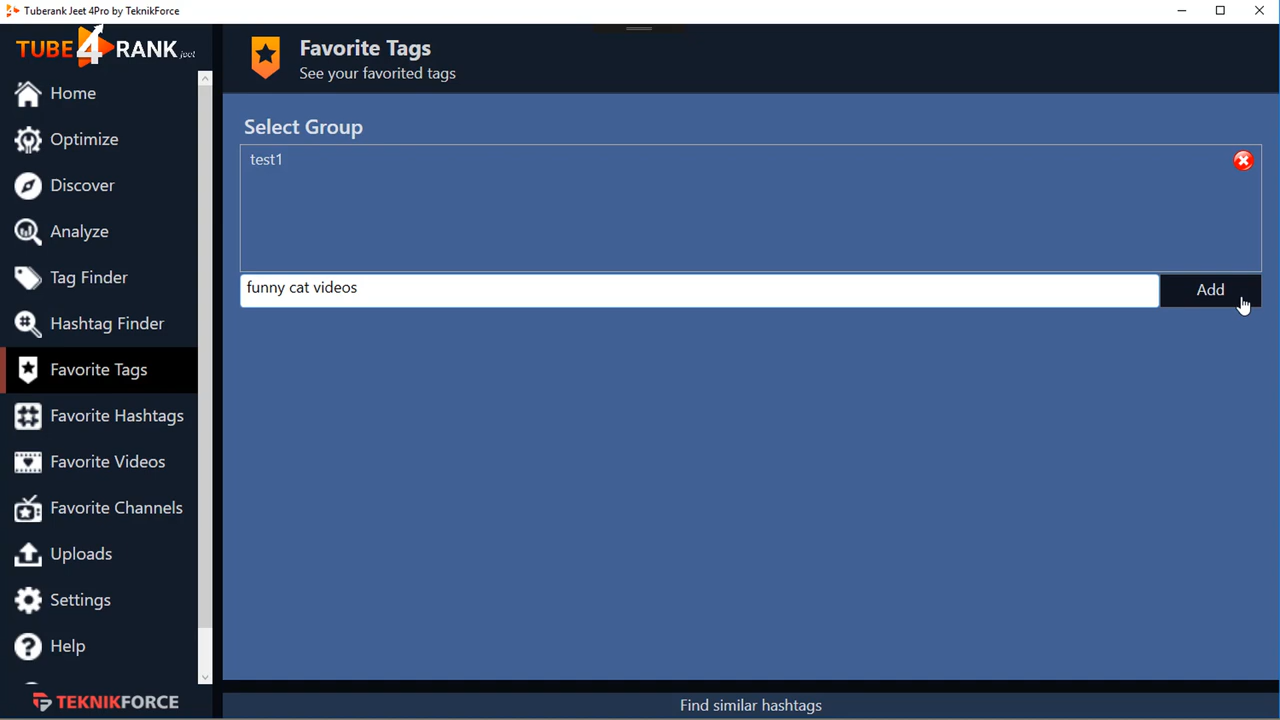 Tuberank Jeet 4Pro by TeknikForce
TUBE4RANK jeet
Favorite Tags
See your favorited tags
Home
Optimize
Discover
Analyze
Tag Finder
Hashtag Finder
Favorite Tags
Favorite Hashtags
Favorite Videos
Favorite Channels
Uploads
Settings
Help
TEKNIKFORCE
Select Group
test1
funny cat videos
Add
Find similar hashtags